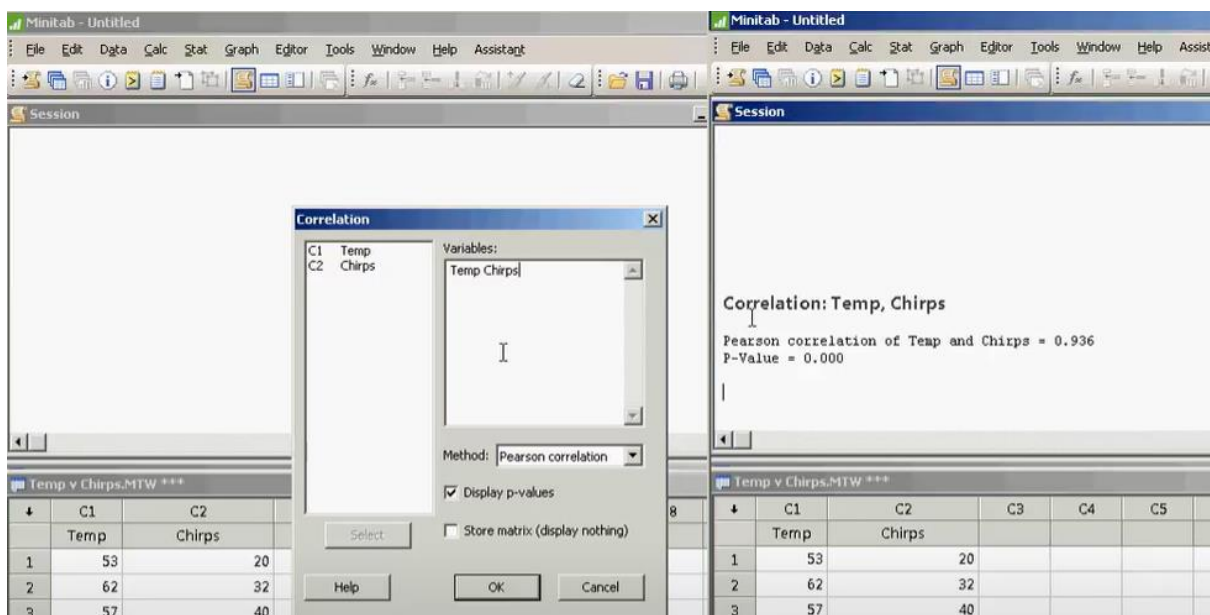 Minitab - Untitled
File Edit Data Calc Stat Graph Editor Tools Window Help Assistant
Session
Correlation
C1 Temp
C2 Chirps
Variables:
Temp Chirps
Method: Pearson correlation
Display p-values
Store matrix (display nothing)
Select
Help
OK
Cancel
Temp v Chirps.MTW ***
C1 C2
8
Temp Chirps
1 53 20
2 62 32
3 57 40
Minitab - Untitled
File Edit Data Calc Stat Graph Editor Tools Window Help Assist
Session
Correlation: Temp, Chirps
Pearson correlation of Temp and Chirps = 0.936
P-Value = 0.000
Temp v Chirps.MTW ***
C1 C2 C3 C4 C5
Temp Chirps
1 53 20
2 62 32
3 57 40